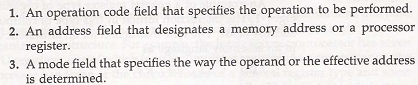 1. An operation code field that specifies the operation to be performed.
2. An address field that designates a memory address or a processor
register.
3. A mode field that specifies the way the operand or the effective address
is determined.